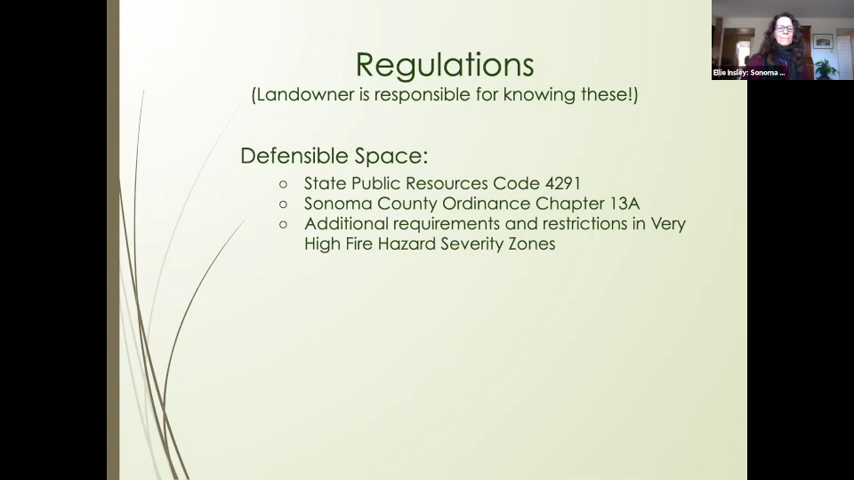 Regulations
(Landowner is responsible for knowing these!)
Ellie Insley: Sonoma ...
Defensible Space:
○ State Public Resources Code 4291
○ Sonoma County Ordinance Chapter 13A
○ Additional requirements and restrictions in Very
High Fire Hazard Severity Zones